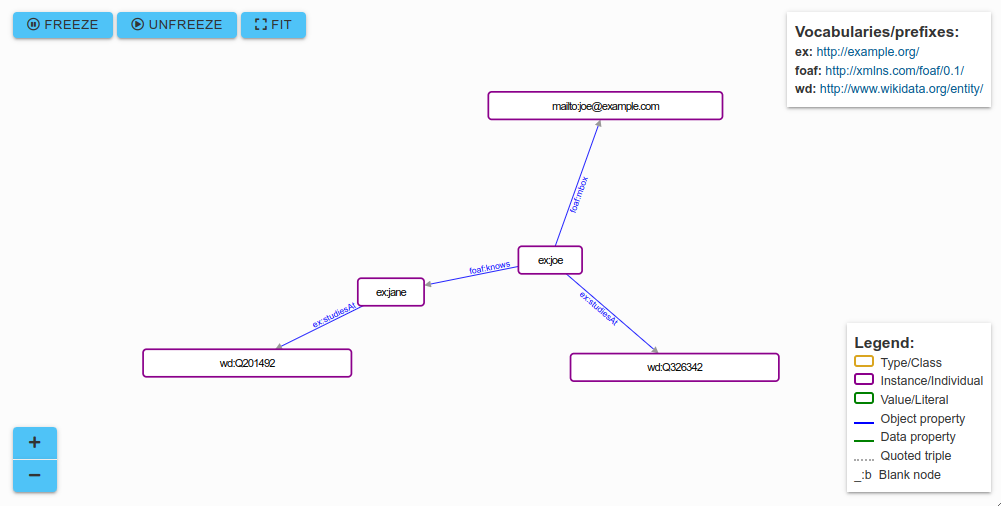 FREEZE
UNFREEZE
FIT
Vocabularies/prefixes:
ex: http://example.org/
foaf: http://xmlns.com/foaf/0.1/
wd: http://www.wikidata.org/entity/
mailto:joe@example.com
foaf:mbox
ex:joe
foaf:knows
ex:jane
ex:studiesAt
ex:studiesAt
wd:Q201492
wd:Q326342
Legend:
Type/Class
Instance/Individual
Value/Literal
Object property
Data property
Quoted triple
_:b Blank node
+
−